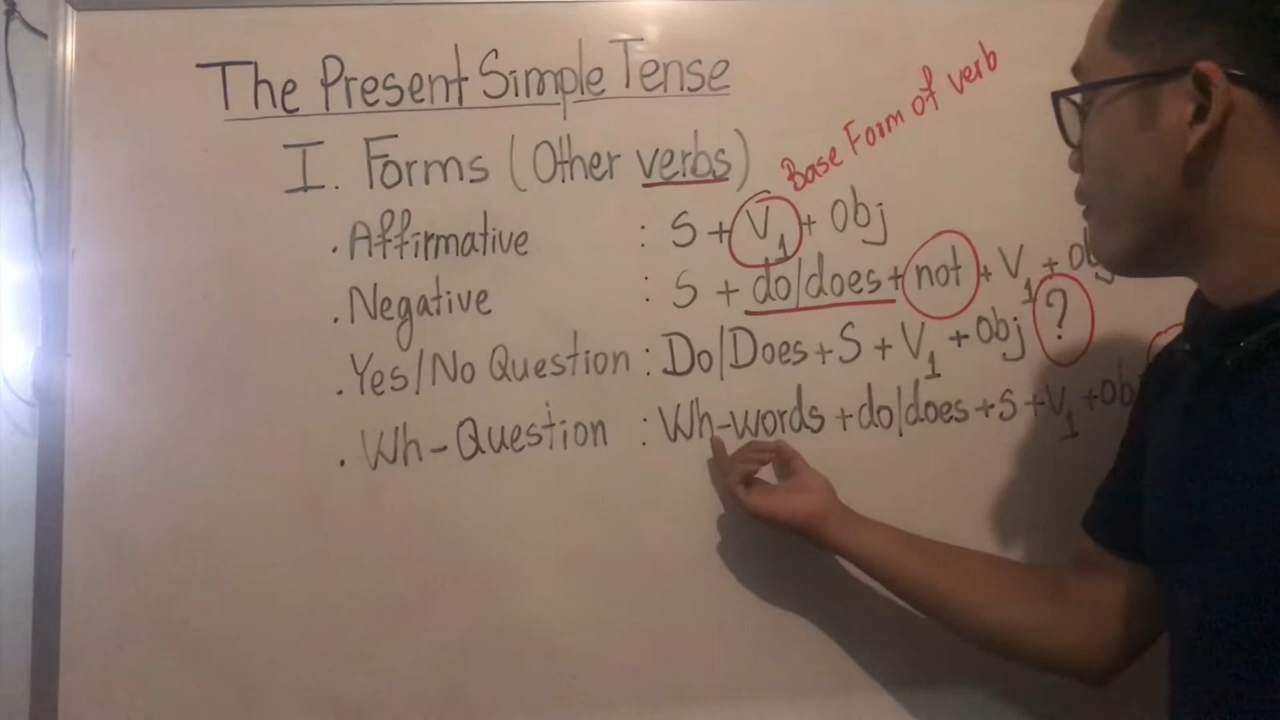 The Present Simple Tense
I. Forms (Other verbs)
Base Form of verb
. Affirmative : S + V1 + Obj
. Negative : S + do/does + not + V1 + Obj
. Yes/No Question : Do/Does + S + V1 + Obj ?
. Wh-Question : Wh-words + do/does + S + V1 + Obj